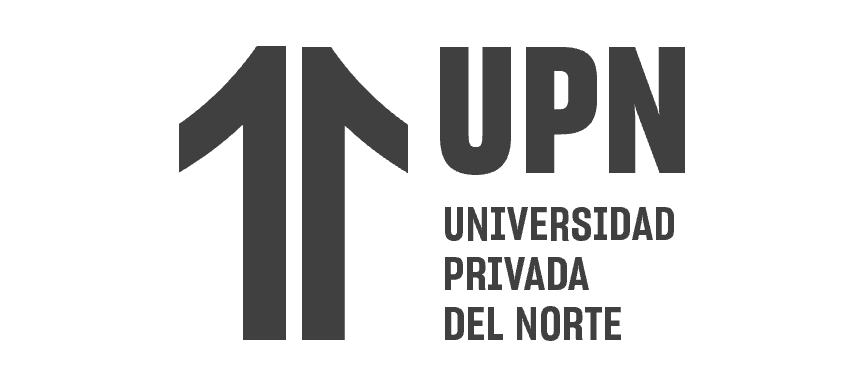 UPN
UNIVERSIDAD
PRIVADA
DEL NORTE